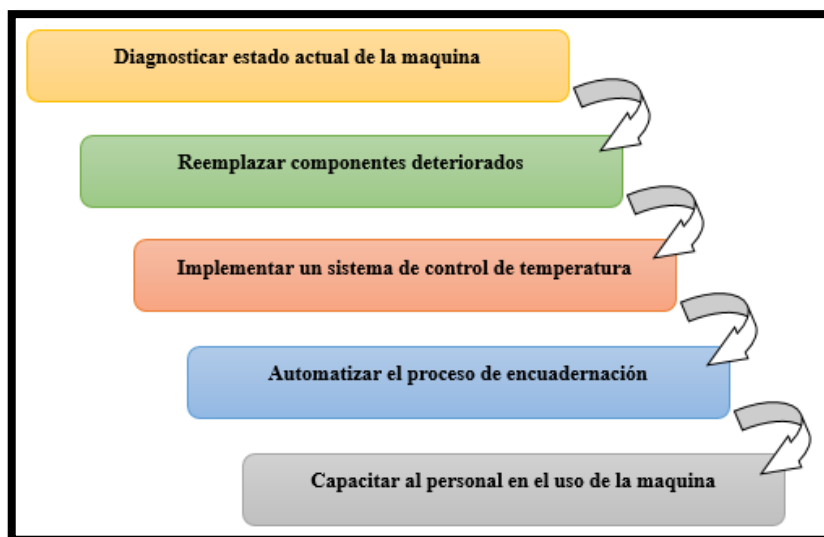 Diagnosticar estado actual de la maquina
Reemplazar componentes deteriorados
Implementar un sistema de control de temperatura
Automatizar el proceso de encuadernación
Capacitar al personal en el uso de la maquina